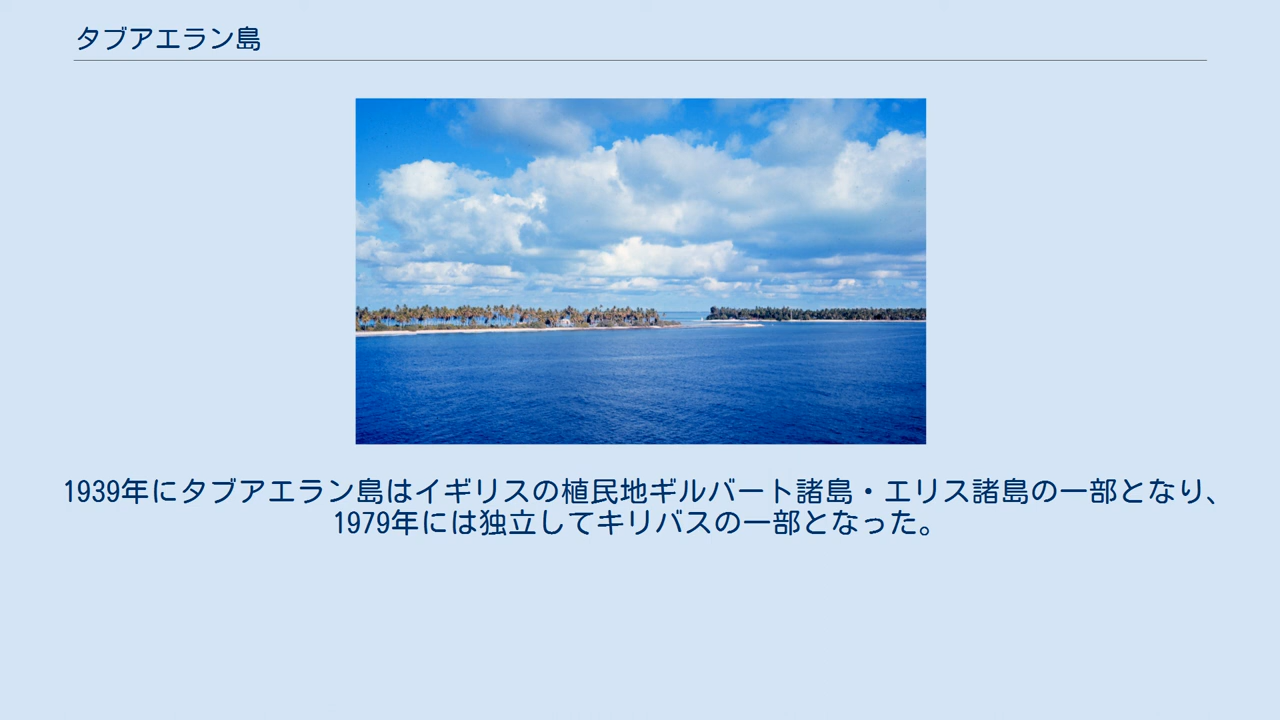 タブアエラン島
1939年にタブアエラン島はイギリスの植民地ギルバート諸島・エリス諸島の一部となり、
1979年には独立してキリバスの一部となった。